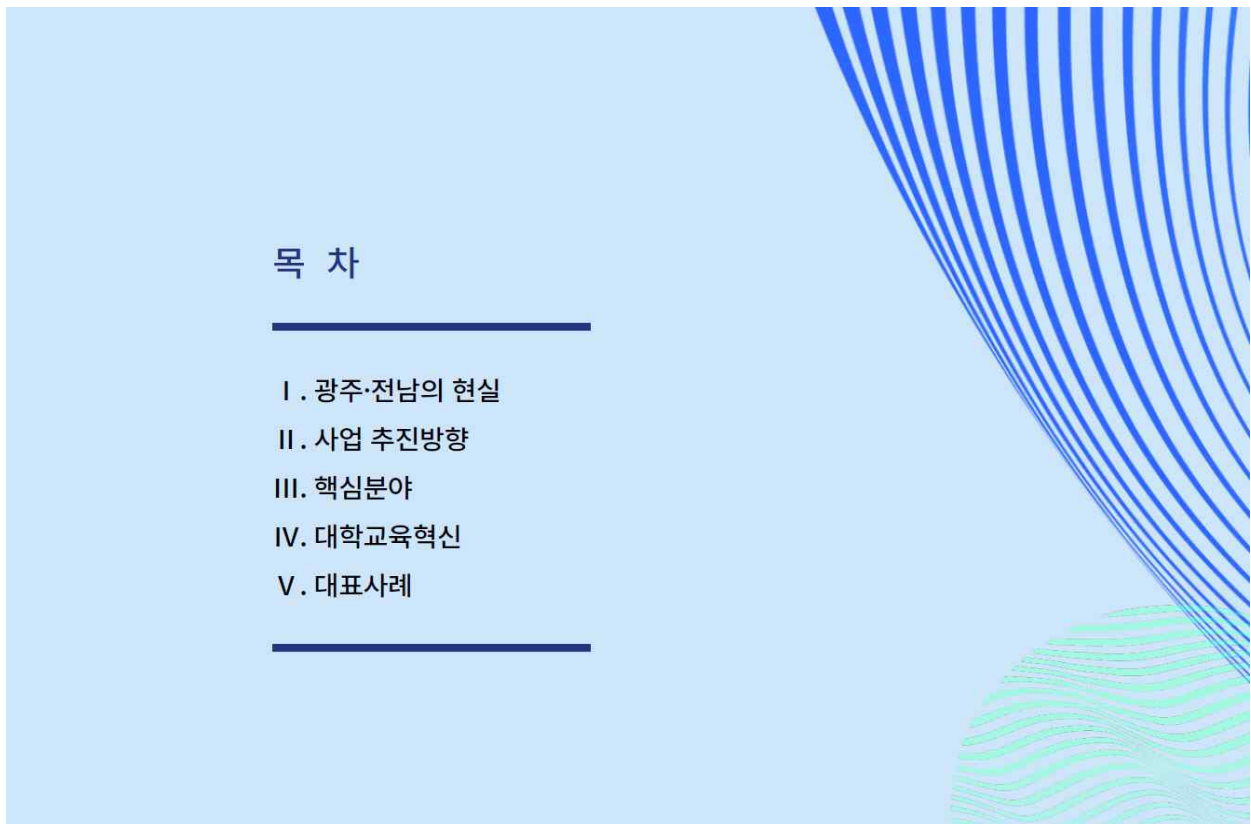 목 차
Ⅰ. 광주·전남의 현실
Ⅱ. 사업 추진방향
Ⅲ. 핵심분야
Ⅳ. 대학교육혁신
Ⅴ. 대표사례